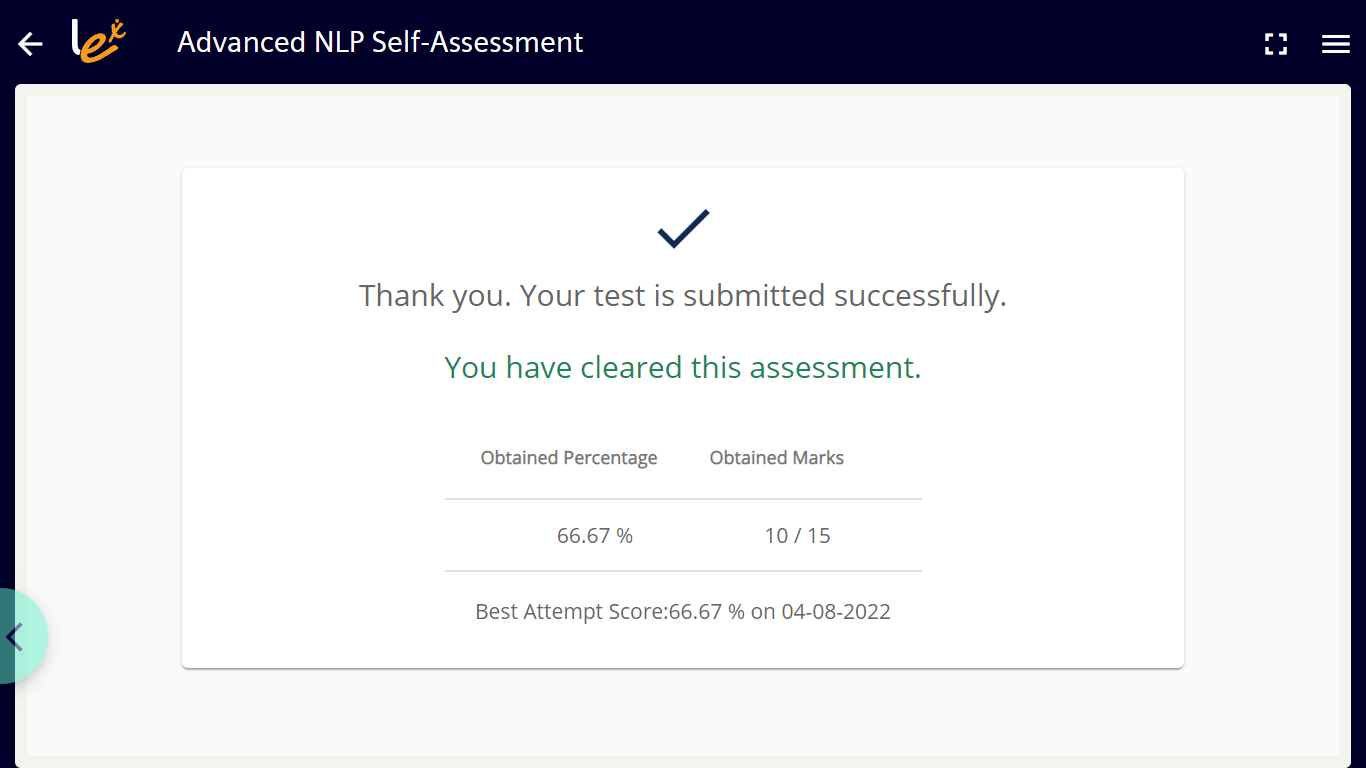 lex
Advanced NLP Self-Assessment
Thank you. Your test is submitted successfully.
You have cleared this assessment.
Obtained Percentage Obtained Marks
66.67 % 10 / 15
Best Attempt Score:66.67 % on 04-08-2022